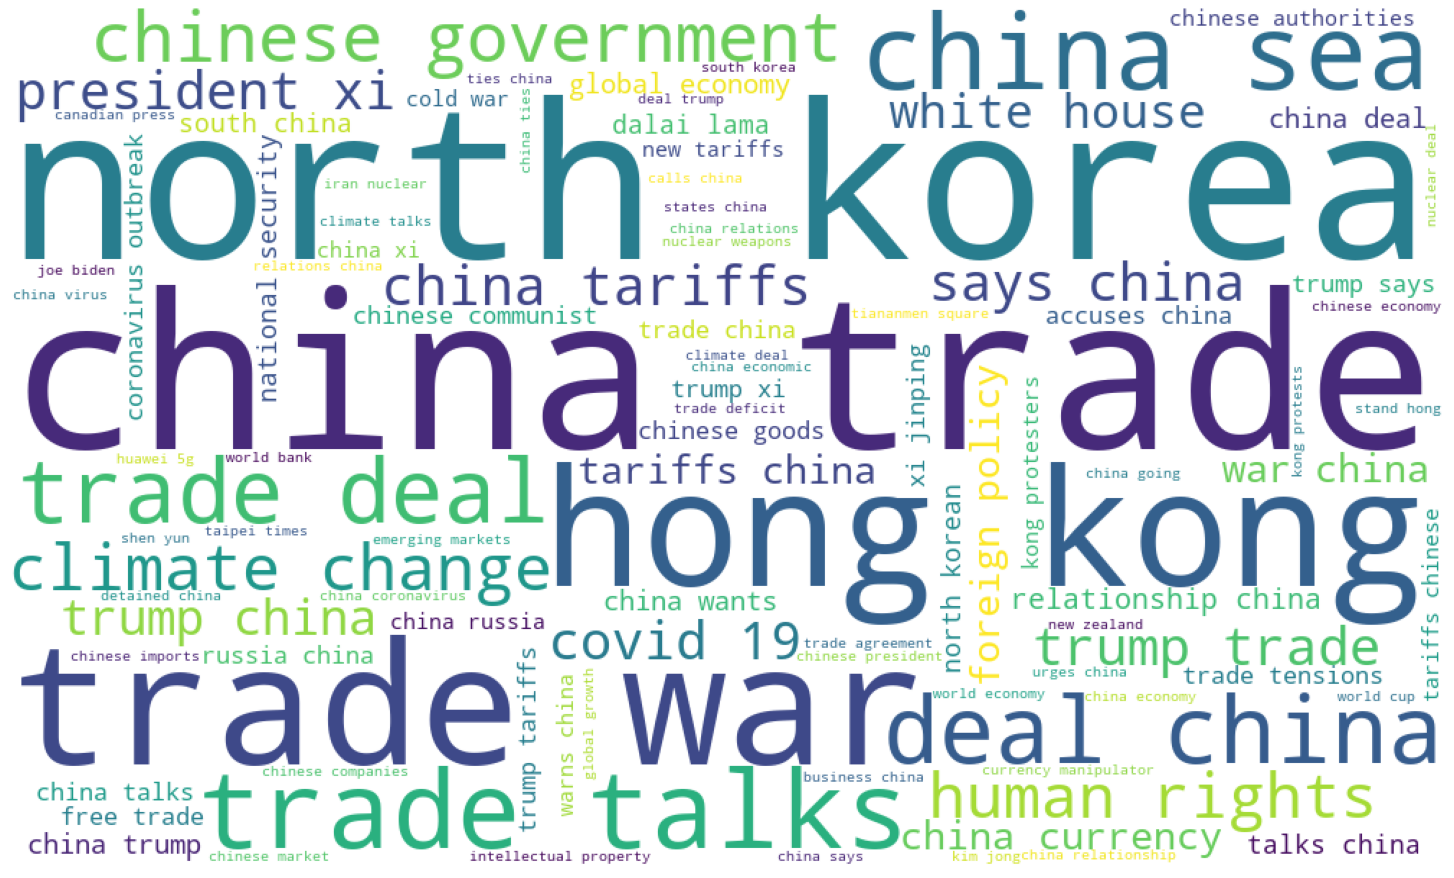 chinese government
china sea
chinese authorities
president xi
ties china
south korea
cold war
global economy
deal trump
white house
china deal
canadian press
south china
china ties
dalai lama
new tariffs
north korea
coronavirus outbreak
national security
iran nuclear
calls china
nuclear deal
climate talks
states china
china relations
china xi
nuclear weapons
joe biden
relations china
china tariffs
says china
trump says
china virus
chinese communist
trade china
tiananmen square
accuses china
chinese economy
china trade
climate deal
china economic
trump xi
trade deficit
chinese goods
xi jinping
foreign policy
kong protesters
kong protests
stand hong
huawei 5g
world bank
trade deal
tariffs china
china going
war china
hong kong
shen yun
taipei times
emerging markets
climate change
north korean
tariffs chinese
detained china
china coronavirus
china wants
relationship china
trump china
china russia
covid 19
trade agreement
new zealand
trump trade
chinese imports
russia china
chinese president
trade war
trump tariffs
warns china
global growth
urges china
trade tensions
world economy
china economy
world cup
deal china
chinese companies
business china
currency manipulator
china talks
trade talks
human rights
free trade
china currency
china trump
talks china
chinese market
intellectual property
china says
kim jong
china relationship